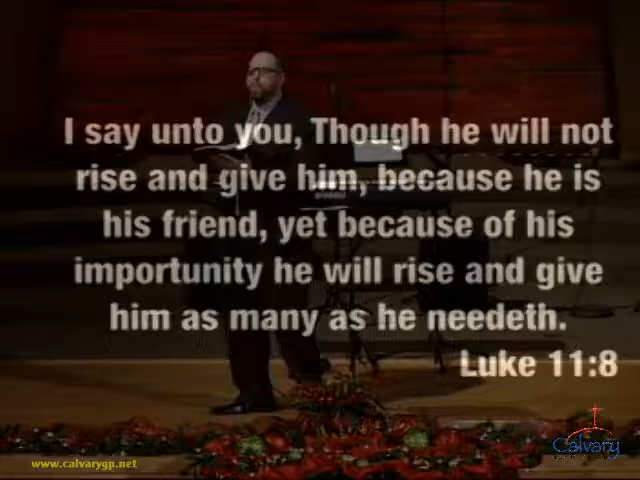 I say unto you, Though he will not
rise and give him, because he is
his friend, yet because of his
importunity he will rise and give
him as many as he needeth.
Luke 11:8
Calvary
www.calvarygp.net